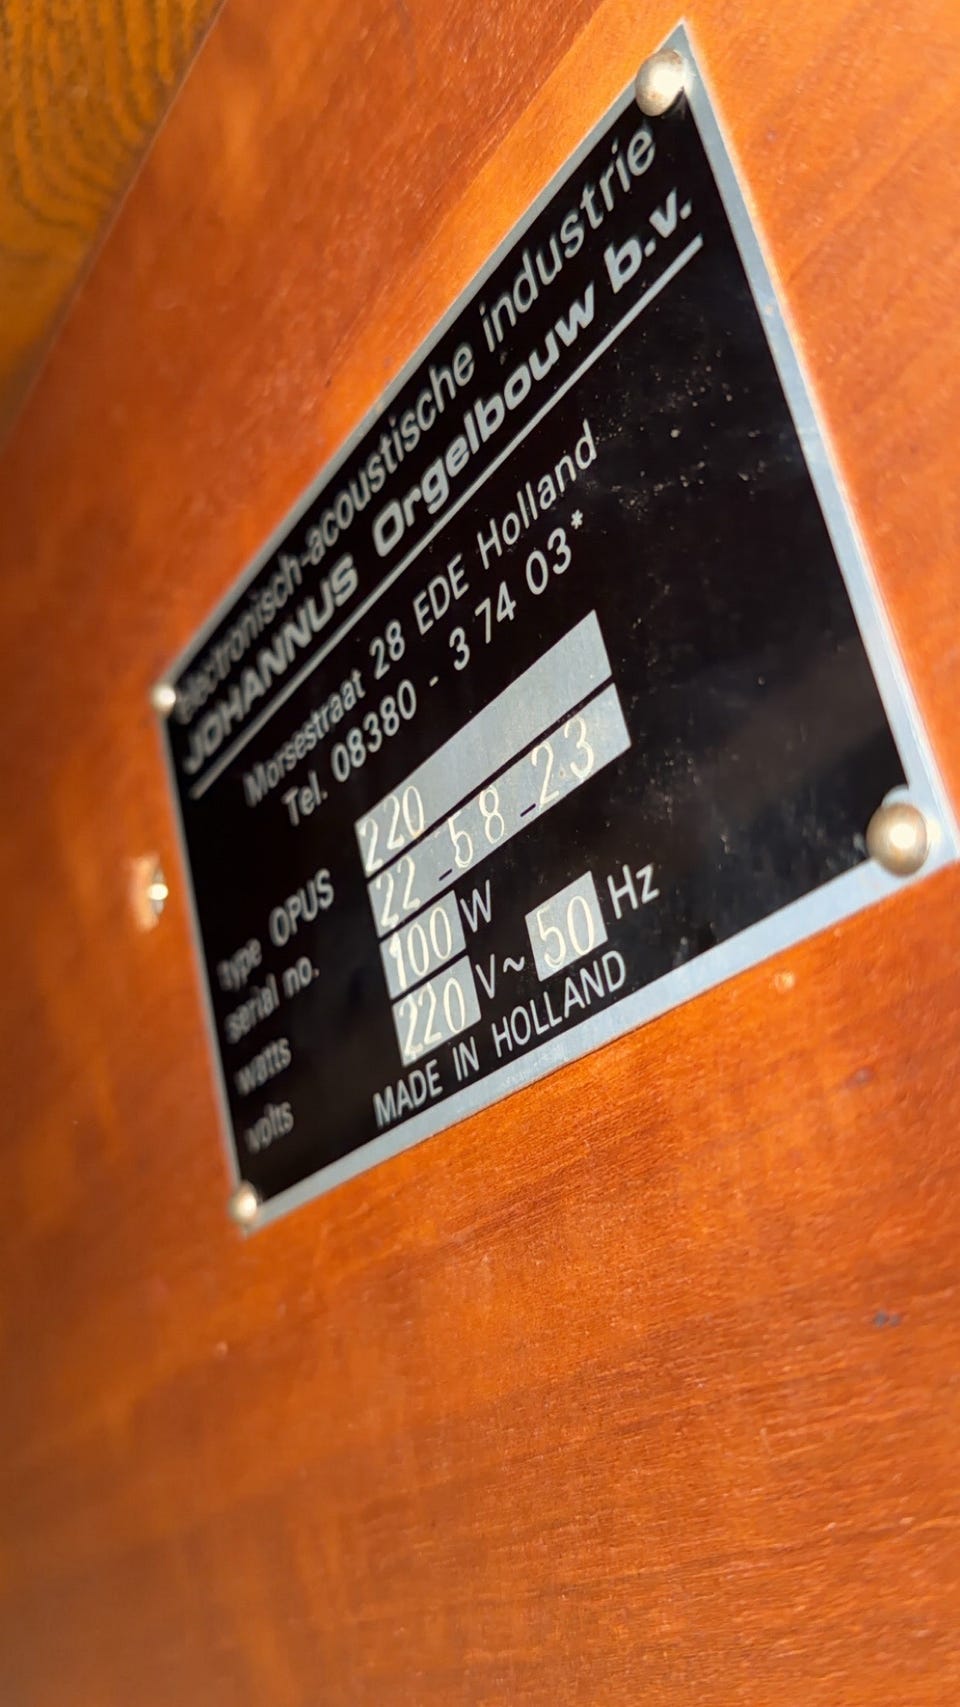 electronisch-acoustische industrie
JOHANNUS Orgelbouw b.v.
Morsestraat 28 EDE Holland
Tel. 08380 - 3 74 03*
type OPUS 220
serial no. 22-58-23
watts 100 W
volts 220 V~ 50 Hz
MADE IN HOLLAND